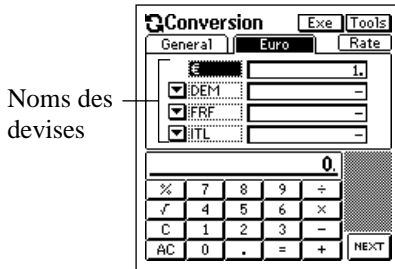 Conversion Exe Tools
General Euro Rate
€ 1.
DEM -
FRF -
ITL -
Noms des
devises
0.
% 7 8 9 ÷
√ 4 5 6 ×
C 1 2 3 -
AC 0 . = + NEXT